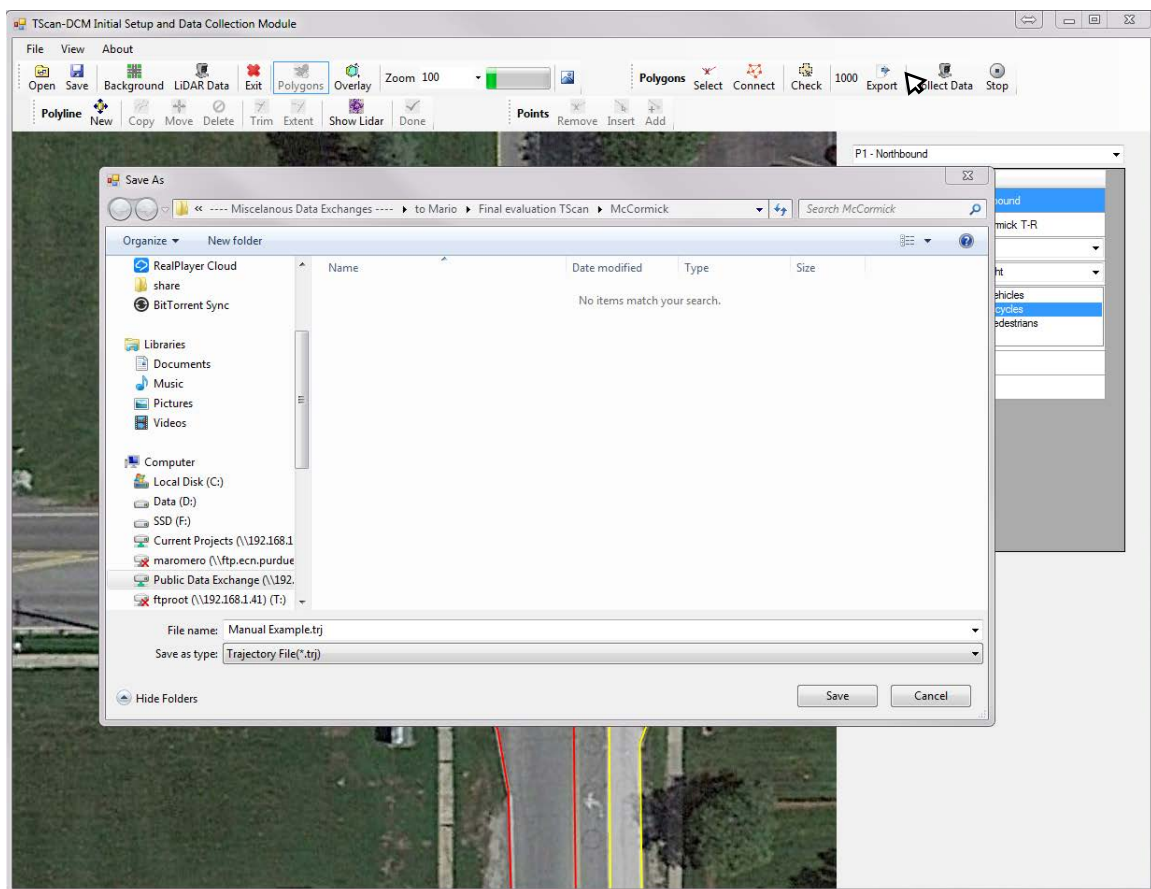 TScan-DCM Initial Setup and Data Collection Module
File View About
Open Save Background LiDAR Data Exit Polygons Overlay Zoom 100 Polygons Select Connect Check 1000 Export ollect Data Stop
Polyline New Copy Move Delete Trim Extent Show Lidar Done Points Remove Insert Add
P1 - Northbound
Save As
« ---- Miscelanous Data Exchanges ---- to Mario Final evaluation TScan McCormick Search McCormick
ound
Organize New folder
mick T-R
RealPlayer Cloud Name Date modified Type Size
ht
share No items match your search.
ehicles
BitTorrent Sync
cycles
edestrians
Libraries
Documents
Music
Pictures
Videos
Computer
Local Disk (C:)
Data (D:)
SSD (F:)
Current Projects (\\192.168.1
maromero (\\ftp.ecn.purdue
Public Data Exchange (\\192.
ftproot (\\192.168.1.41) (T:)
File name: Manual Example.trj
Save as type: Trajectory File(*.trj)
Hide Folders Save Cancel